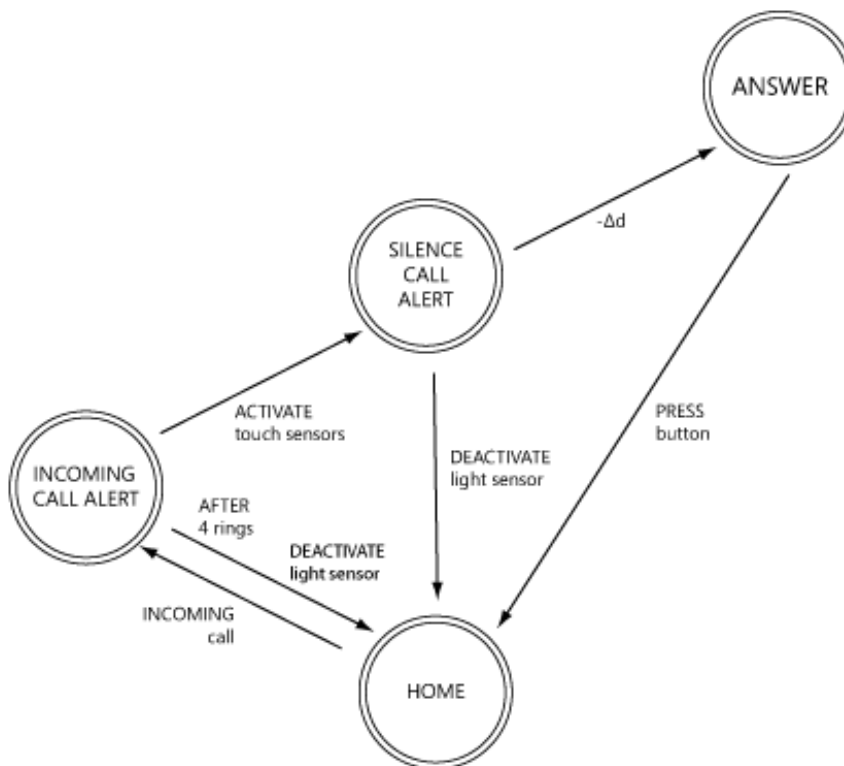 ANSWER
-Δd
SILENCE
CALL
ALERT
ACTIVATE
touch sensors
PRESS
button
DEACTIVATE
light sensor
INCOMING
CALL ALERT
AFTER
4 rings
DEACTIVATE
light sensor
INCOMING
call
HOME